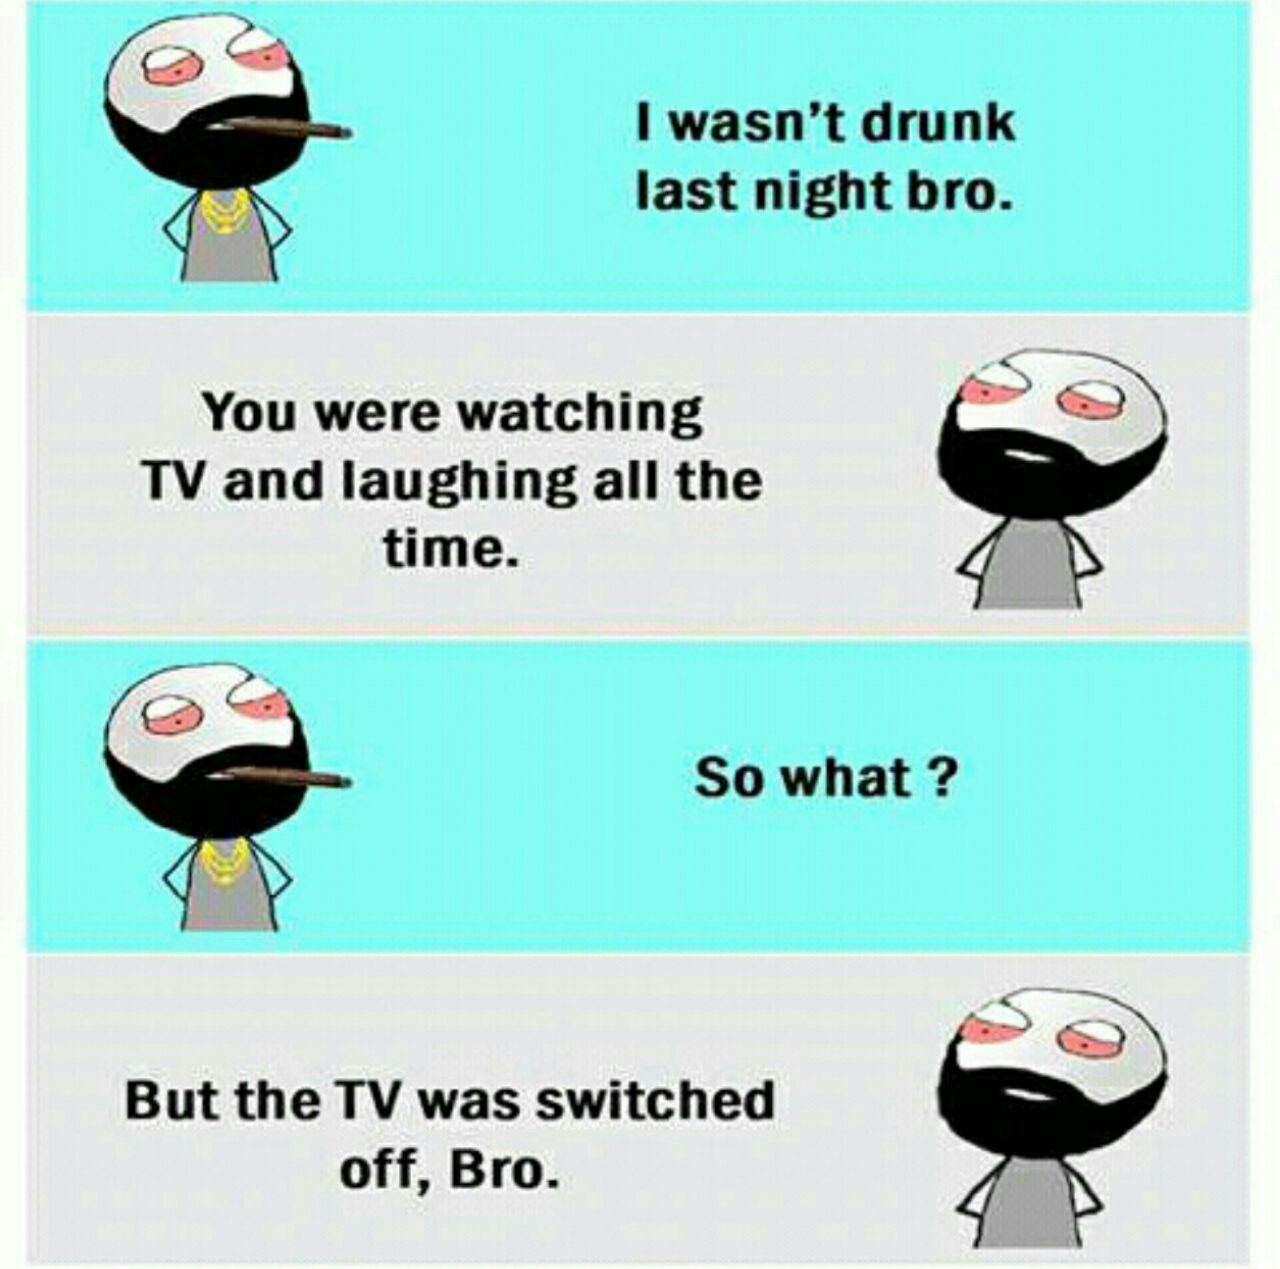 I wasn't drunk
last night bro.
You were watching
TV and laughing all the
time.
So what ?
But the TV was switched
off, Bro.